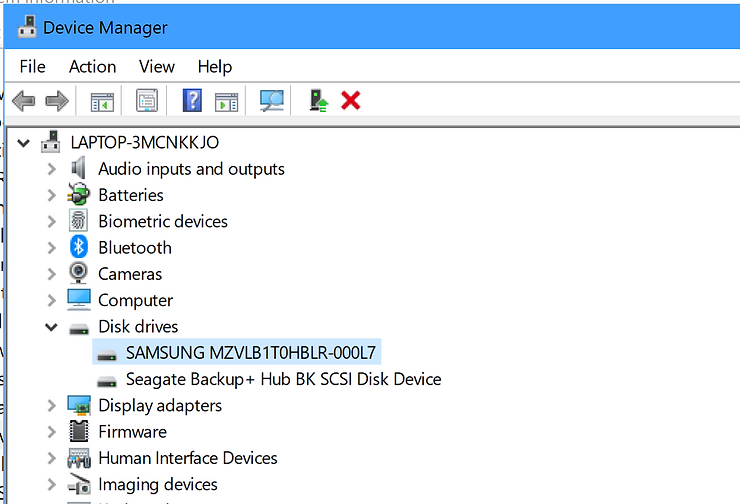 Device Manager
File Action View Help
LAPTOP-3MCNKKJO
Audio inputs and outputs
Batteries
Biometric devices
Bluetooth
Cameras
Computer
Disk drives
SAMSUNG MZVLB1T0HBLR-000L7
Seagate Backup+ Hub BK SCSI Disk Device
Display adapters
Firmware
Human Interface Devices
Imaging devices